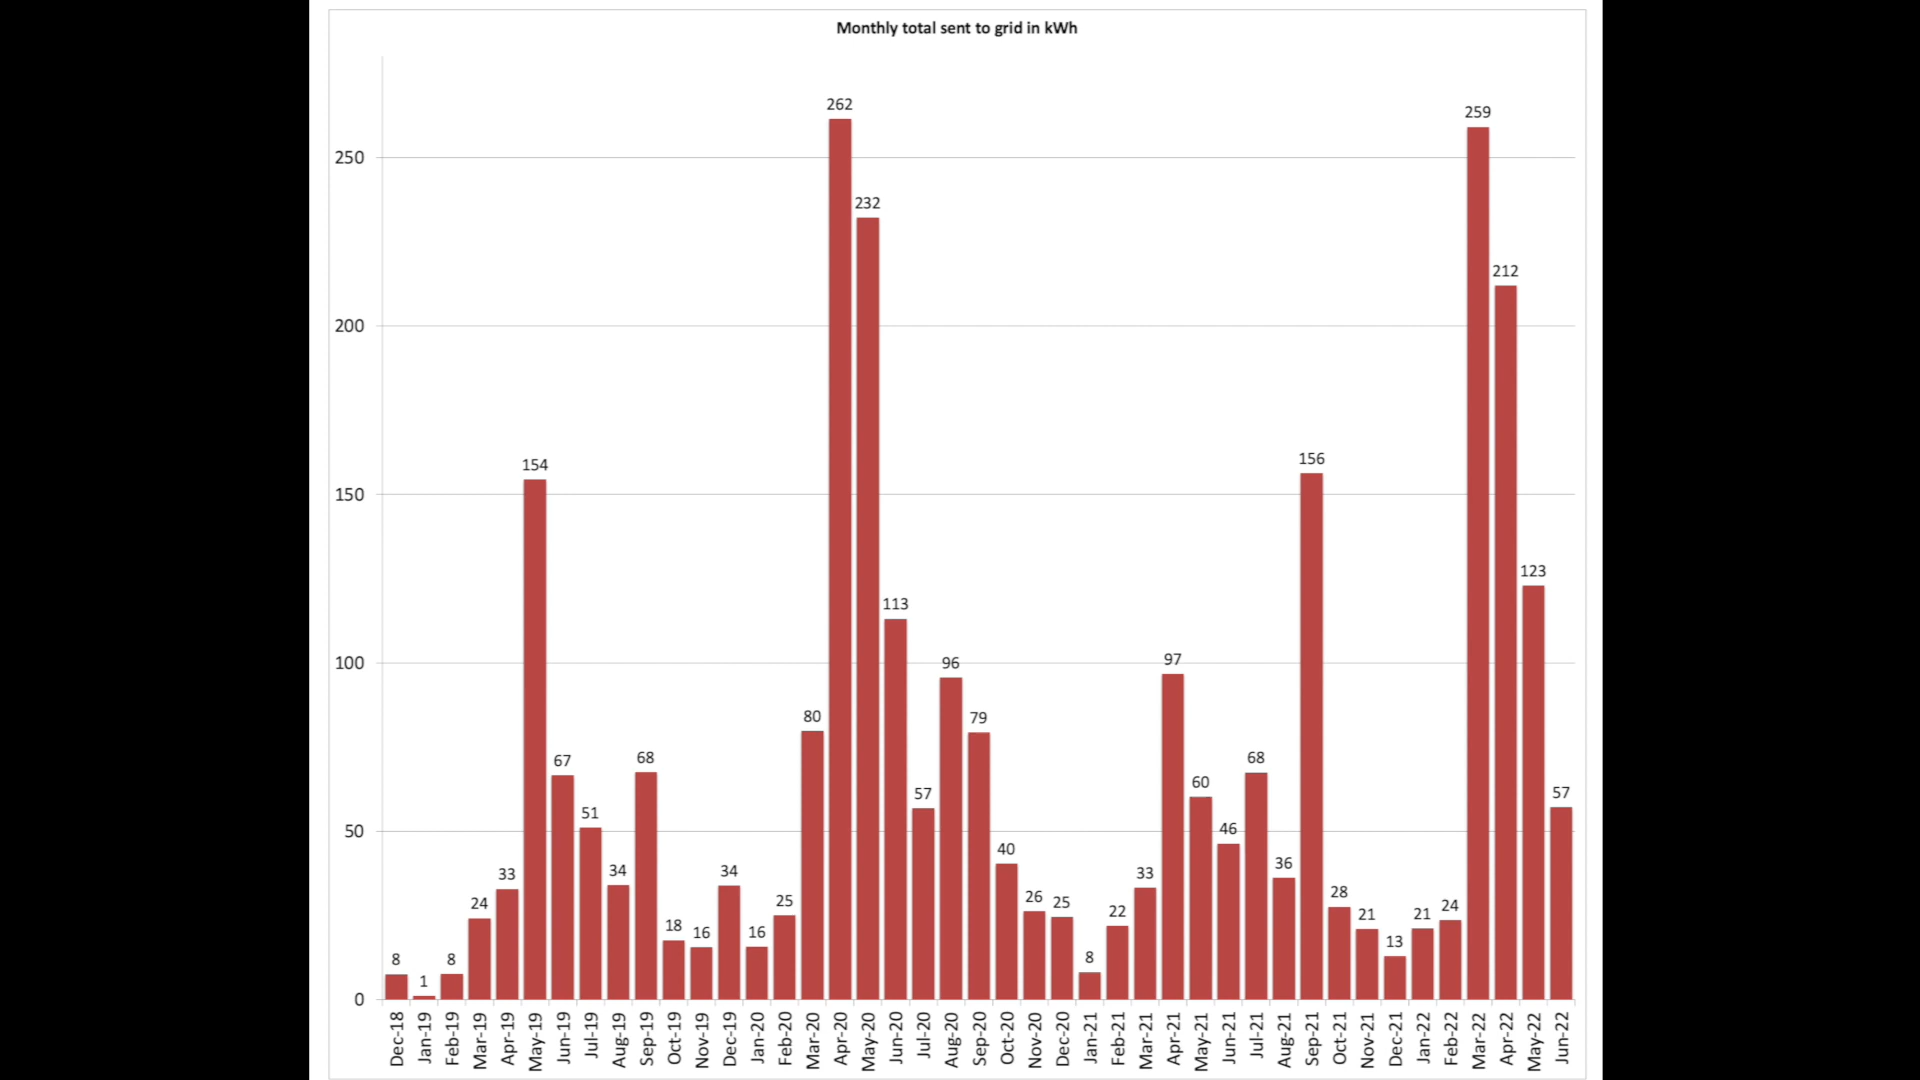 Monthly total sent to grid in kWh
262
259
250
232
212
200
154
156
150
123
113
100
96
97
80
79
67
68
68
60
57
57
51
50
46
40
34
34
33
33
36
28
24
18
16
16
25
26
25
22
21
21
24
13
8
1
8
8
0
Dec-18
Jan-19
Feb-19
Mar-19
Apr-19
May-19
Jun-19
Jul-19
Aug-19
Sep-19
Oct-19
Nov-19
Dec-19
Jan-20
Feb-20
Mar-20
Apr-20
May-20
Jun-20
Jul-20
Aug-20
Sep-20
Oct-20
Nov-20
Dec-20
Jan-21
Feb-21
Mar-21
Apr-21
May-21
Jun-21
Jul-21
Aug-21
Sep-21
Oct-21
Nov-21
Dec-21
Jan-22
Feb-22
Mar-22
Apr-22
May-22
Jun-22